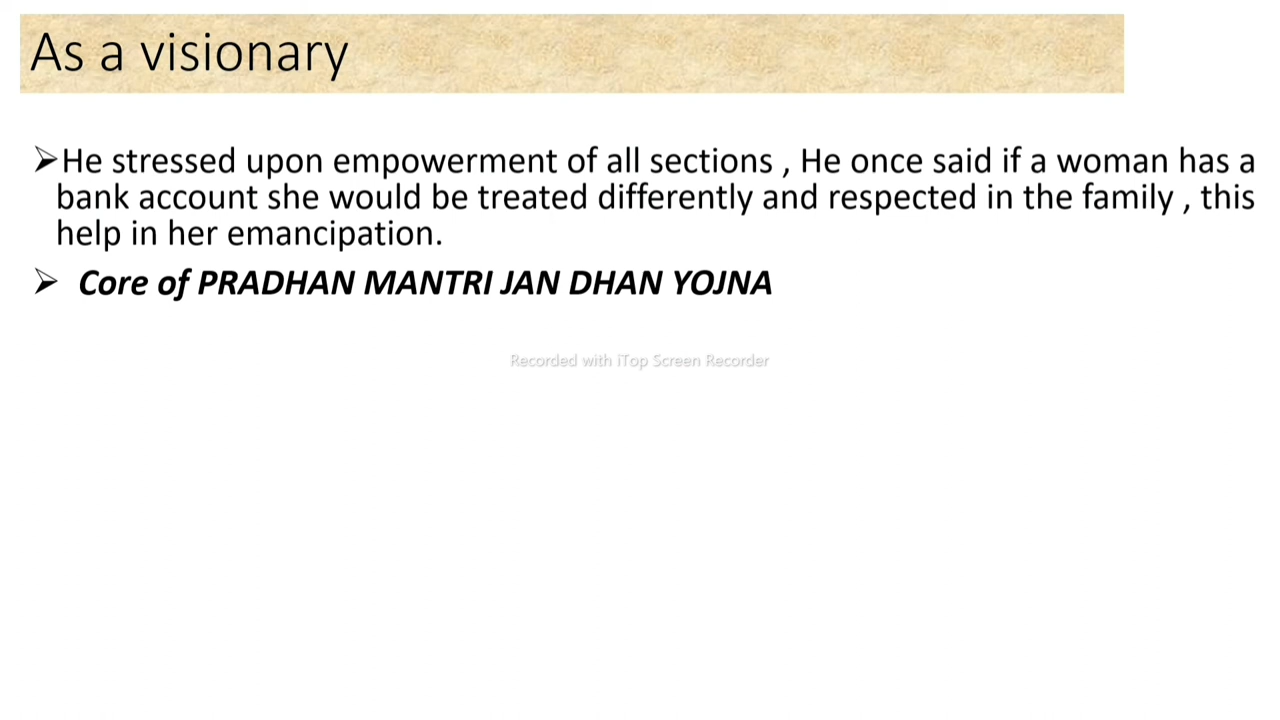 As a visionary
➢He stressed upon empowerment of all sections , He once said if a woman has a
bank account she would be treated differently and respected in the family , this
help in her emancipation.
➢ Core of PRADHAN MANTRI JAN DHAN YOJNA
Recorded with iTop Screen Recorder